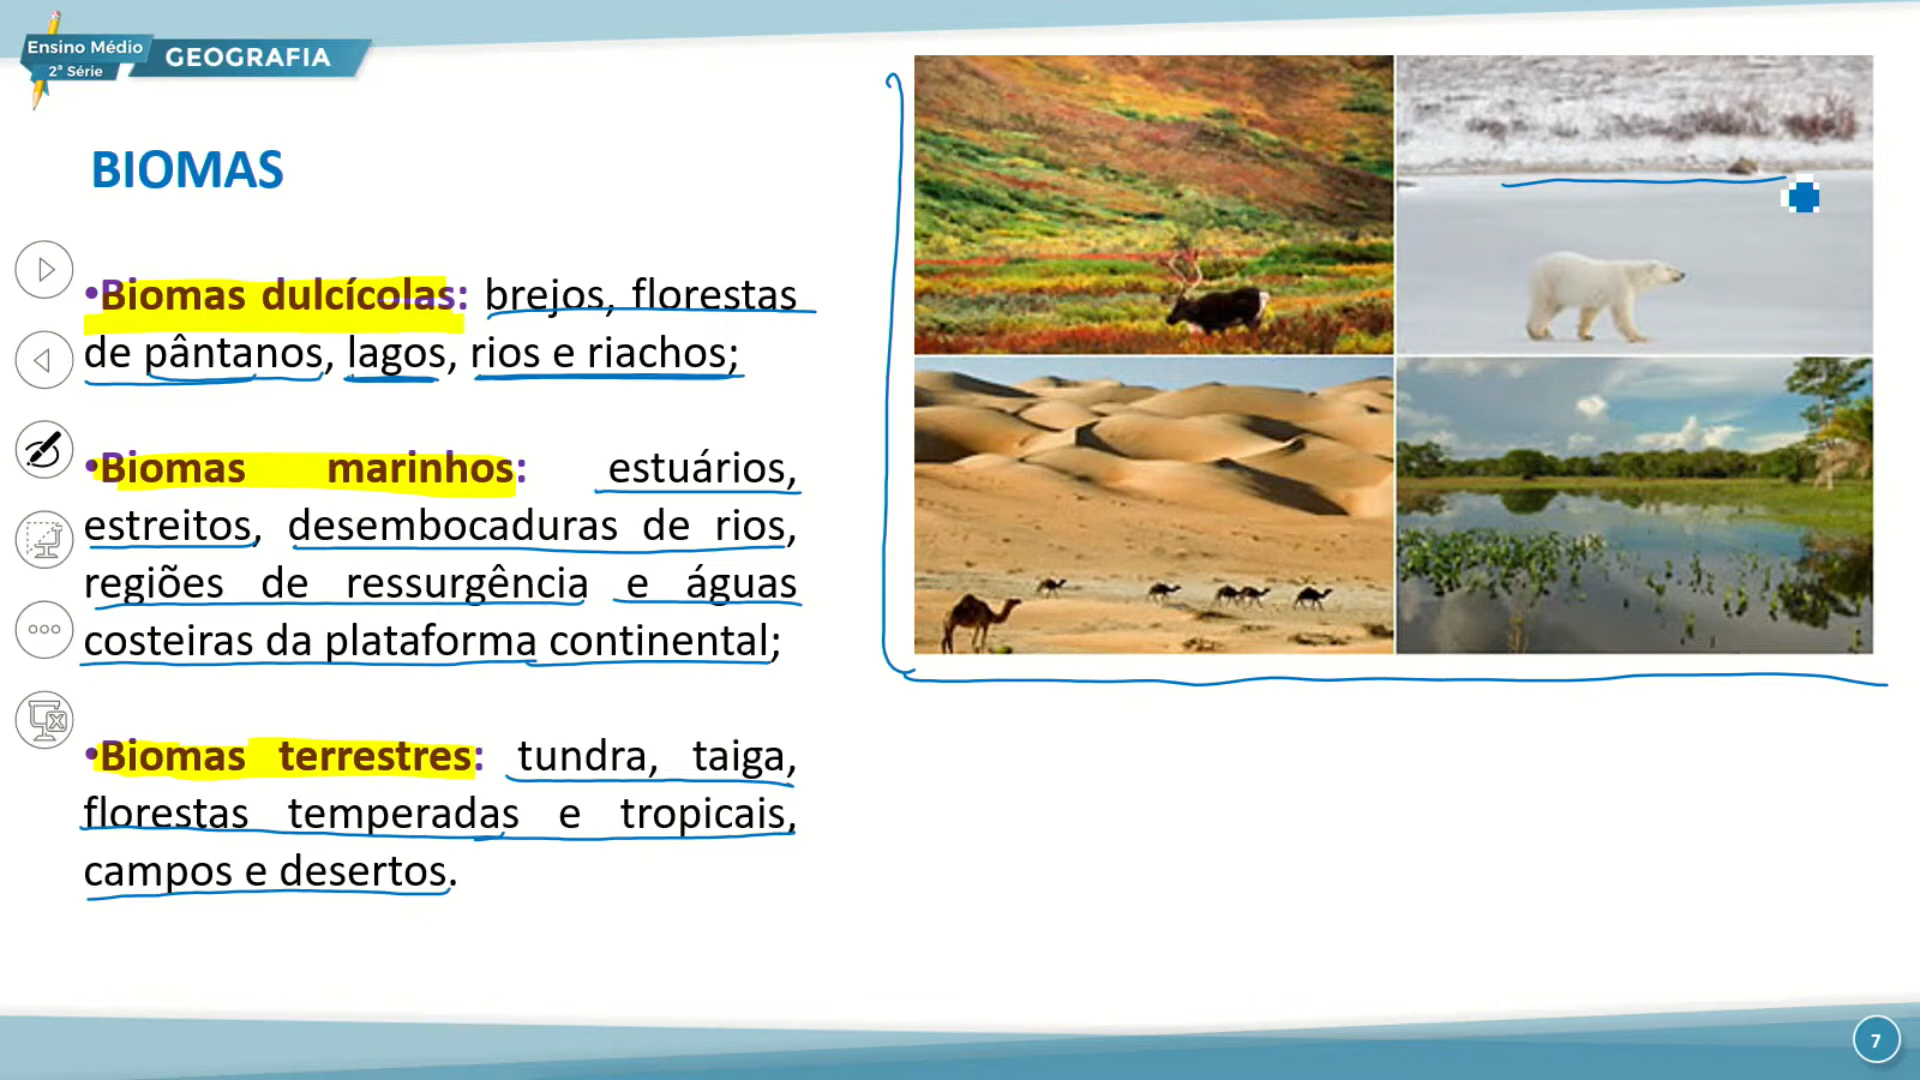 Ensino Médio
2ª Série
GEOGRAFIA
BIOMAS
•Biomas dulcícolas: brejos, florestas
de pântanos, lagos, rios e riachos;
•Biomas marinhos: estuários,
estreitos, desembocaduras de rios,
regiões de ressurgência e águas
costeiras da plataforma continental;
•Biomas terrestres: tundra, taiga,
florestas temperadas e tropicais,
campos e desertos.
7